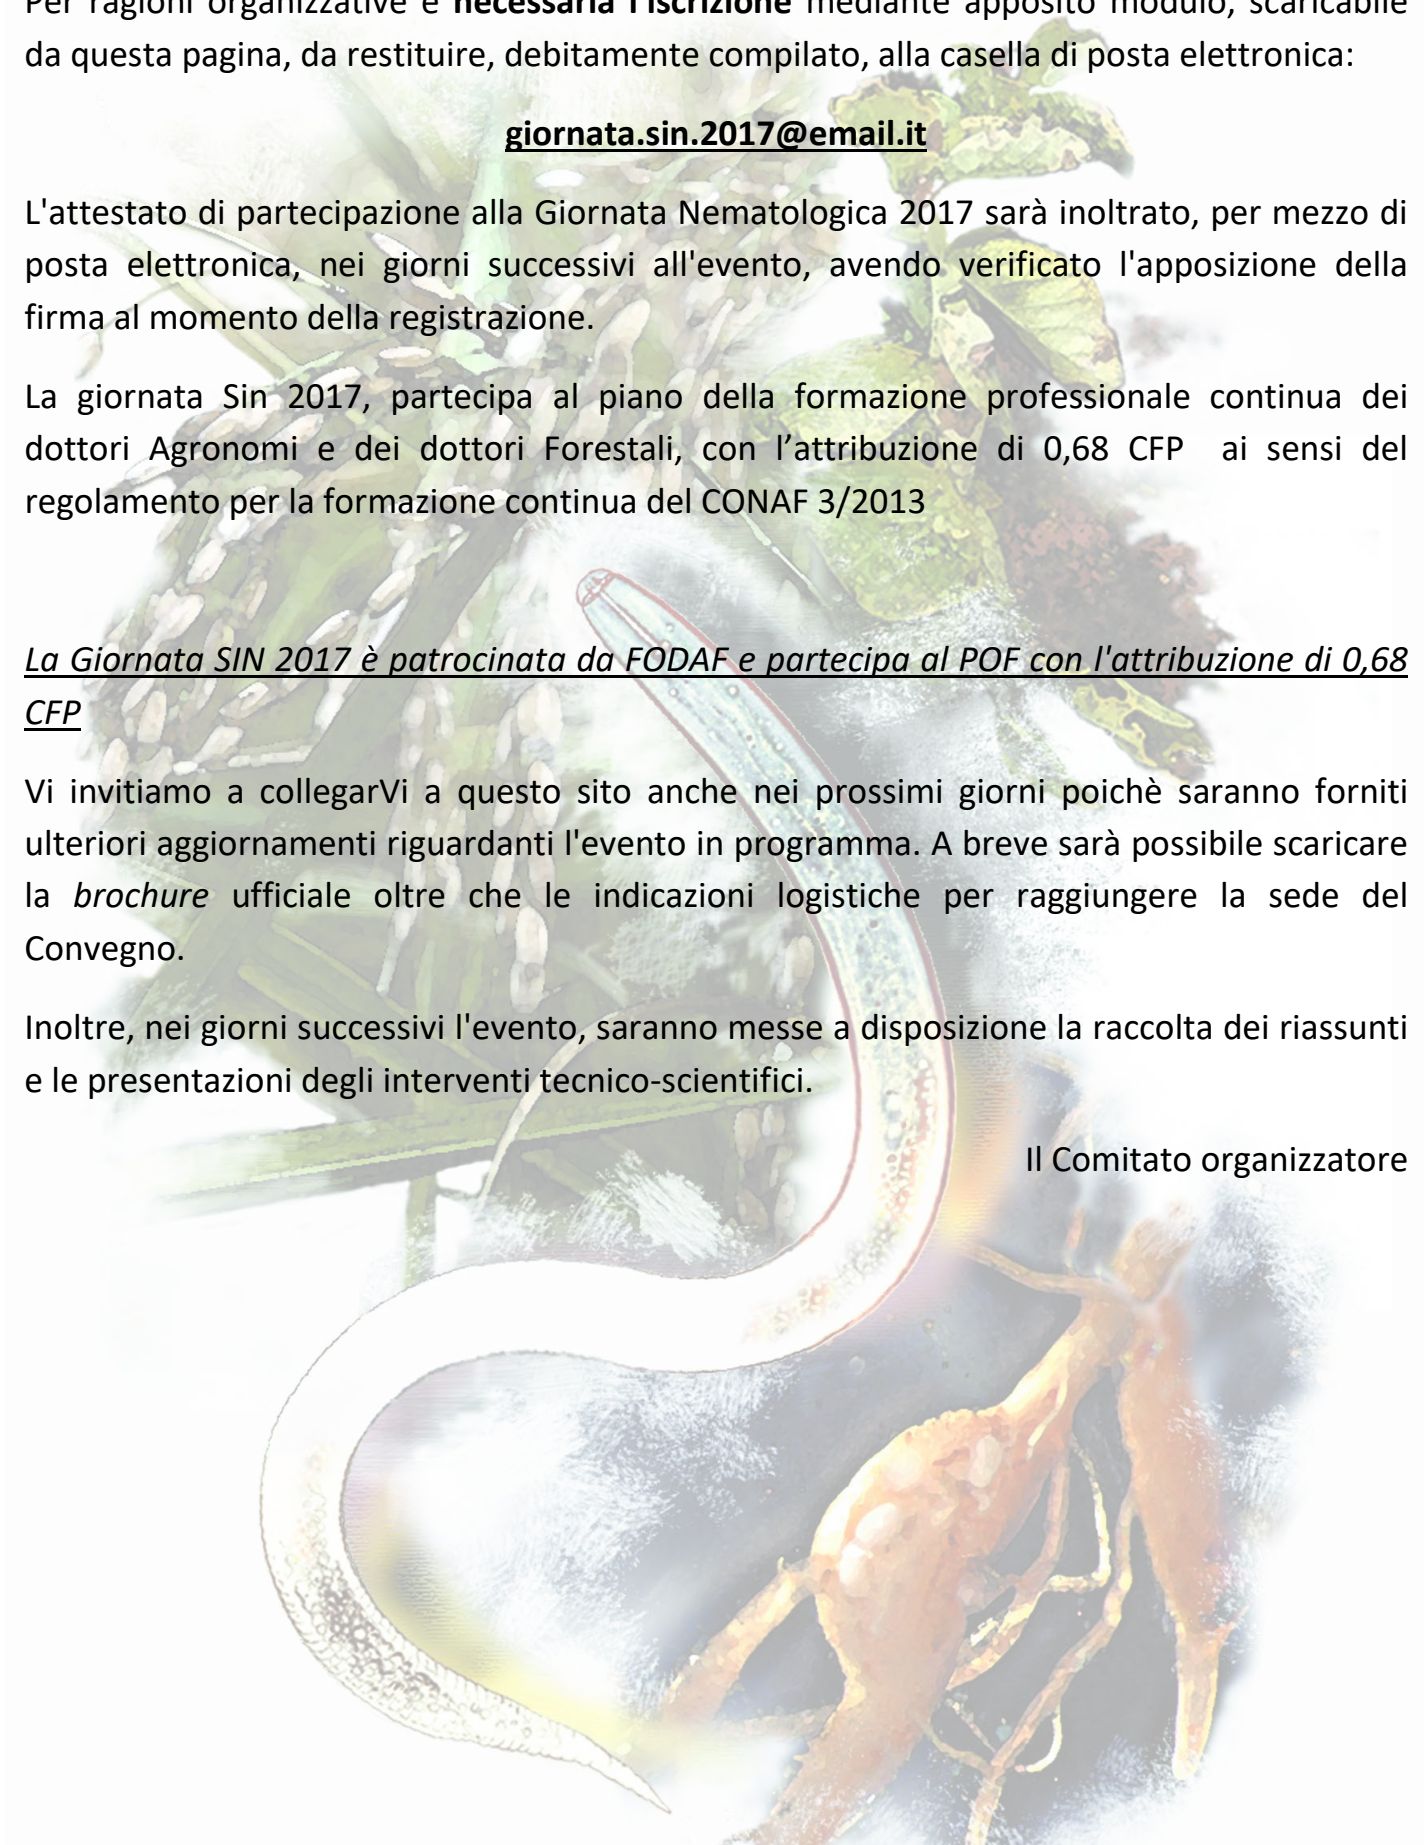 Per ragioni organizzative è necessaria l'iscrizione mediante apposito modulo, scaricabile
da questa pagina, da restituire, debitamente compilato, alla casella di posta elettronica:
giornata.sin.2017@email.it
L'attestato di partecipazione alla Giornata Nematologica 2017 sarà inoltrato, per mezzo di
posta elettronica, nei giorni successivi all'evento, avendo verificato l'apposizione della
firma al momento della registrazione.
La giornata Sin 2017, partecipa al piano della formazione professionale continua dei
dottori Agronomi e dei dottori Forestali, con l’attribuzione di 0,68 CFP ai sensi del
regolamento per la formazione continua del CONAF 3/2013
La Giornata SIN 2017 è patrocinata da FODAF e partecipa al POF con l'attribuzione di 0,68
CFP
Vi invitiamo a collegarVi a questo sito anche nei prossimi giorni poichè saranno forniti
ulteriori aggiornamenti riguardanti l'evento in programma. A breve sarà possibile scaricare
la brochure ufficiale oltre che le indicazioni logistiche per raggiungere la sede del
Convegno.
Inoltre, nei giorni successivi l'evento, saranno messe a disposizione la raccolta dei riassunti
e le presentazioni degli interventi tecnico-scientifici.
Il Comitato organizzatore